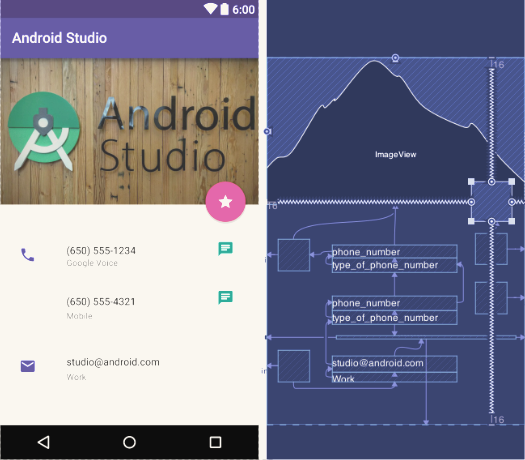 6:00
Android Studio
Android
Studio
(650) 555-1234
Google Voice
(650) 555-4321
Mobile
studio@android.com
Work
16
ImageView
16
phone_number
type_of_phone_number
phone_number
type_of_phone_number
studio@android.com
Work
16